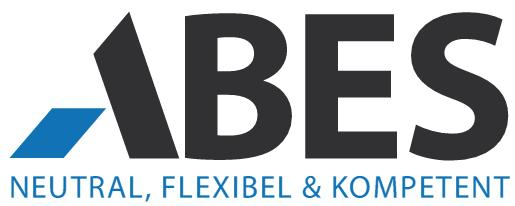 ABES
NEUTRAL, FLEXIBEL & KOMPETENT